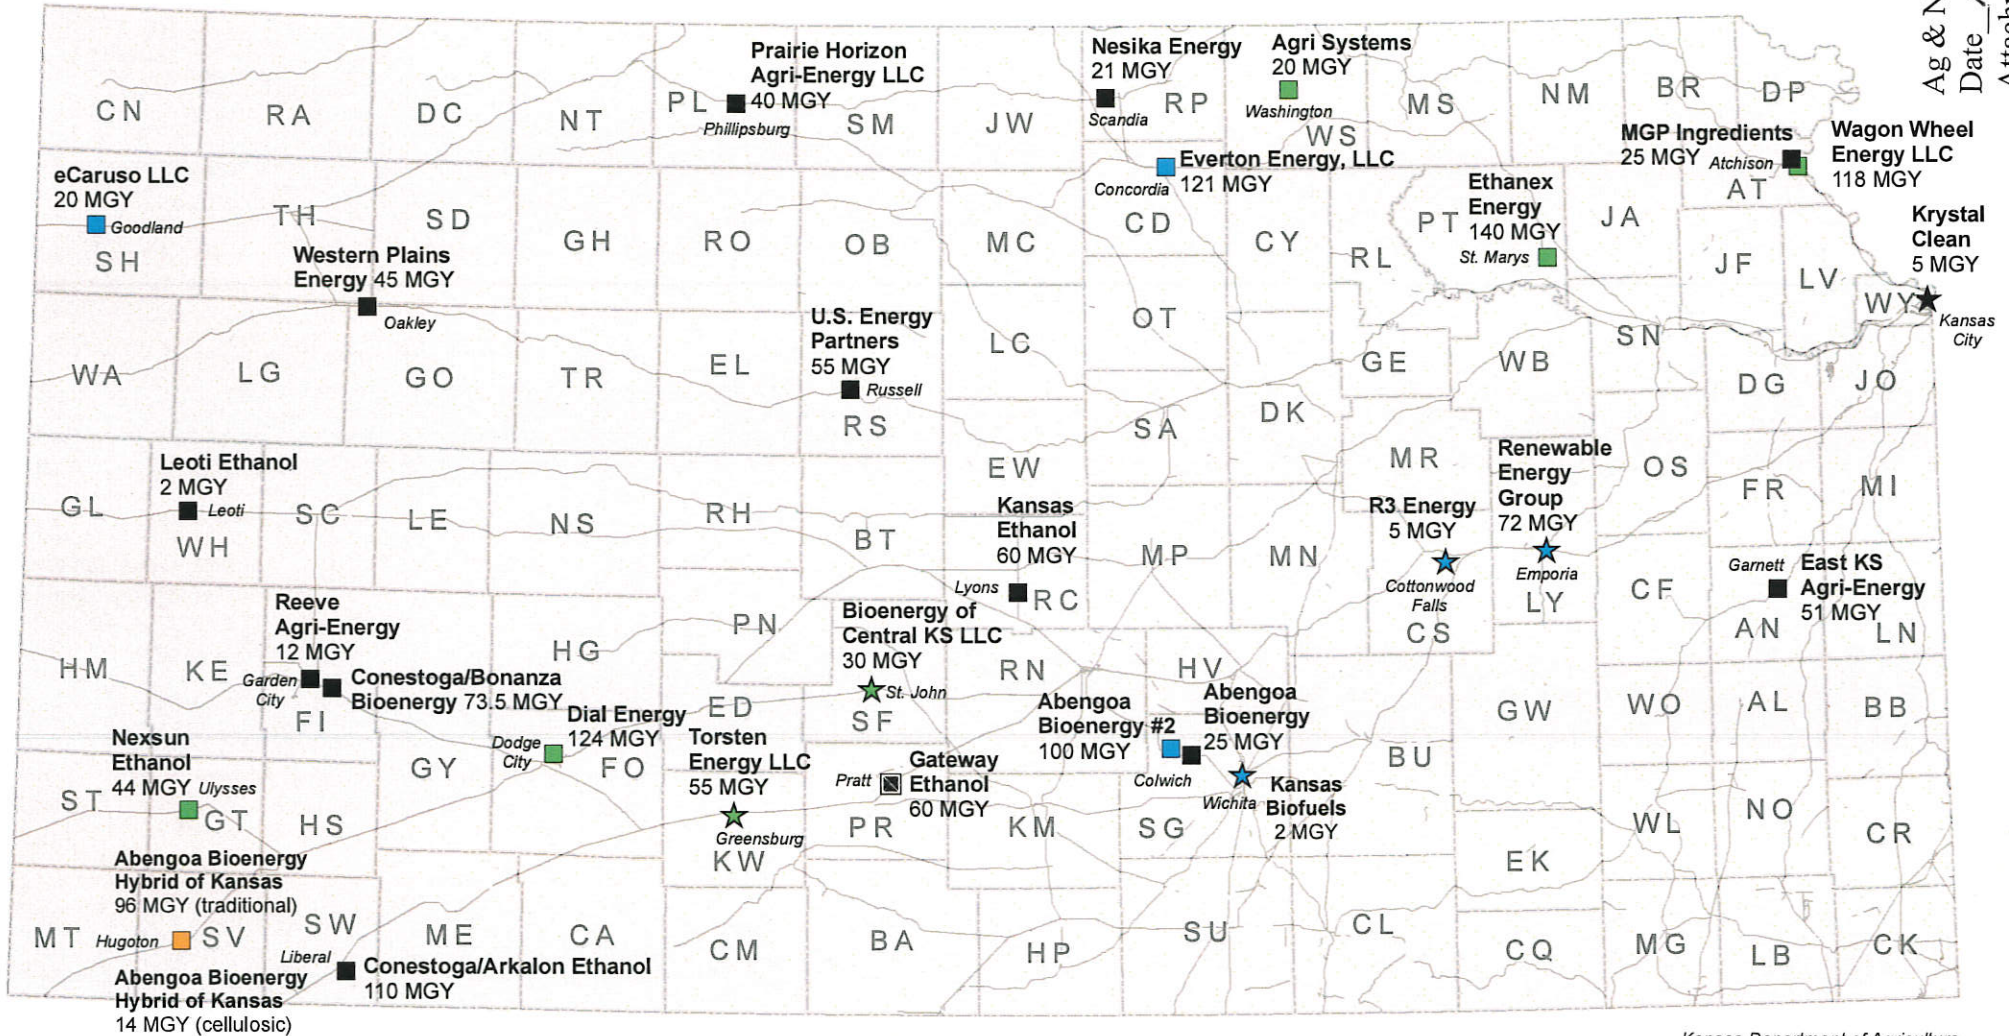 Ag & N
Date_
Prairie Horizon
Agri-Energy LLC
40 MGY
Phillipsburg
Nesika Energy
21 MGY
Scandia
Agri Systems
20 MGY
Washington
CN
RA
DC
NT
PL
SM
JW
RP
WS
MS
NM
BR
DP
MGP Ingredients
25 MGY
Atchison
AT
Wagon Wheel
Energy LLC
118 MGY
eCaruso LLC
20 MGY
Goodland
SH
TH
SD
GH
RO
OB
MC
Everton Energy, LLC
121 MGY
Concordia
CD
CY
RL
PT
Ethanex
Energy
140 MGY
St. Marys
JA
JF
LV
WY
Krystal
Clean
5 MGY
Kansas
City
Western Plains
Energy 45 MGY
Oakley
WA
LG
GO
TR
EL
U.S. Energy
Partners
55 MGY
Russell
RS
LC
OT
SA
DK
GE
WB
SN
DG
JO
Leoti Ethanol
2 MGY
Leoti
GL
WH
SC
LE
NS
RH
BT
EW
Kansas
Ethanol
60 MGY
Lyons
RC
MP
MN
MR
R3 Energy
5 MGY
Cottonwood
Falls
CS
Renewable
Energy
Group
72 MGY
Emporia
LY
OS
FR
MI
CF
Garnett
East KS
Agri-Energy
51 MGY
AN
LN
Reeve
Agri-Energy
12 MGY
Garden
City
HM
KE
FI
Conestoga/Bonanza
Bioenergy 73.5 MGY
HG
PN
ED
Bioenergy of
Central KS LLC
30 MGY
St. John
SF
RN
HV
Abengoa
Bioenergy #2
100 MGY
Colwich
Abengoa
Bioenergy
25 MGY
Wichita
Kansas
Biofuels
2 MGY
BU
GW
WO
AL
BB
Nexsun
Ethanol
44 MGY
Ulysses
ST
GT
HS
GY
Dodge
City
Dial Energy
124 MGY
FO
Torsten
Energy LLC
55 MGY
Greensburg
KW
Pratt
Gateway
Ethanol
60 MGY
PR
KM
SG
EK
WL
NO
CR
Abengoa Bioenergy
Hybrid of Kansas
96 MGY (traditional)
MT
Hugoton
SV
Abengoa Bioenergy
Hybrid of Kansas
14 MGY (cellulosic)
SW
Liberal
Conestoga/Arkalon Ethanol
110 MGY
ME
CA
CM
BA
HP
SU
CL
CQ
MG
LB
CK
Kansas Department of Agriculture